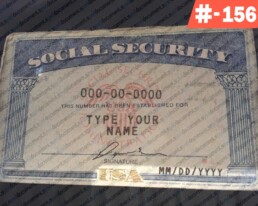 #-156
SOCIAL SECURITY
000-00-0000
THIS NUMBER HAS BEEN ESTABLISHED FOR
TYPE YOUR
NAME
SIGNATURE
USA
MM/DD/YYYY